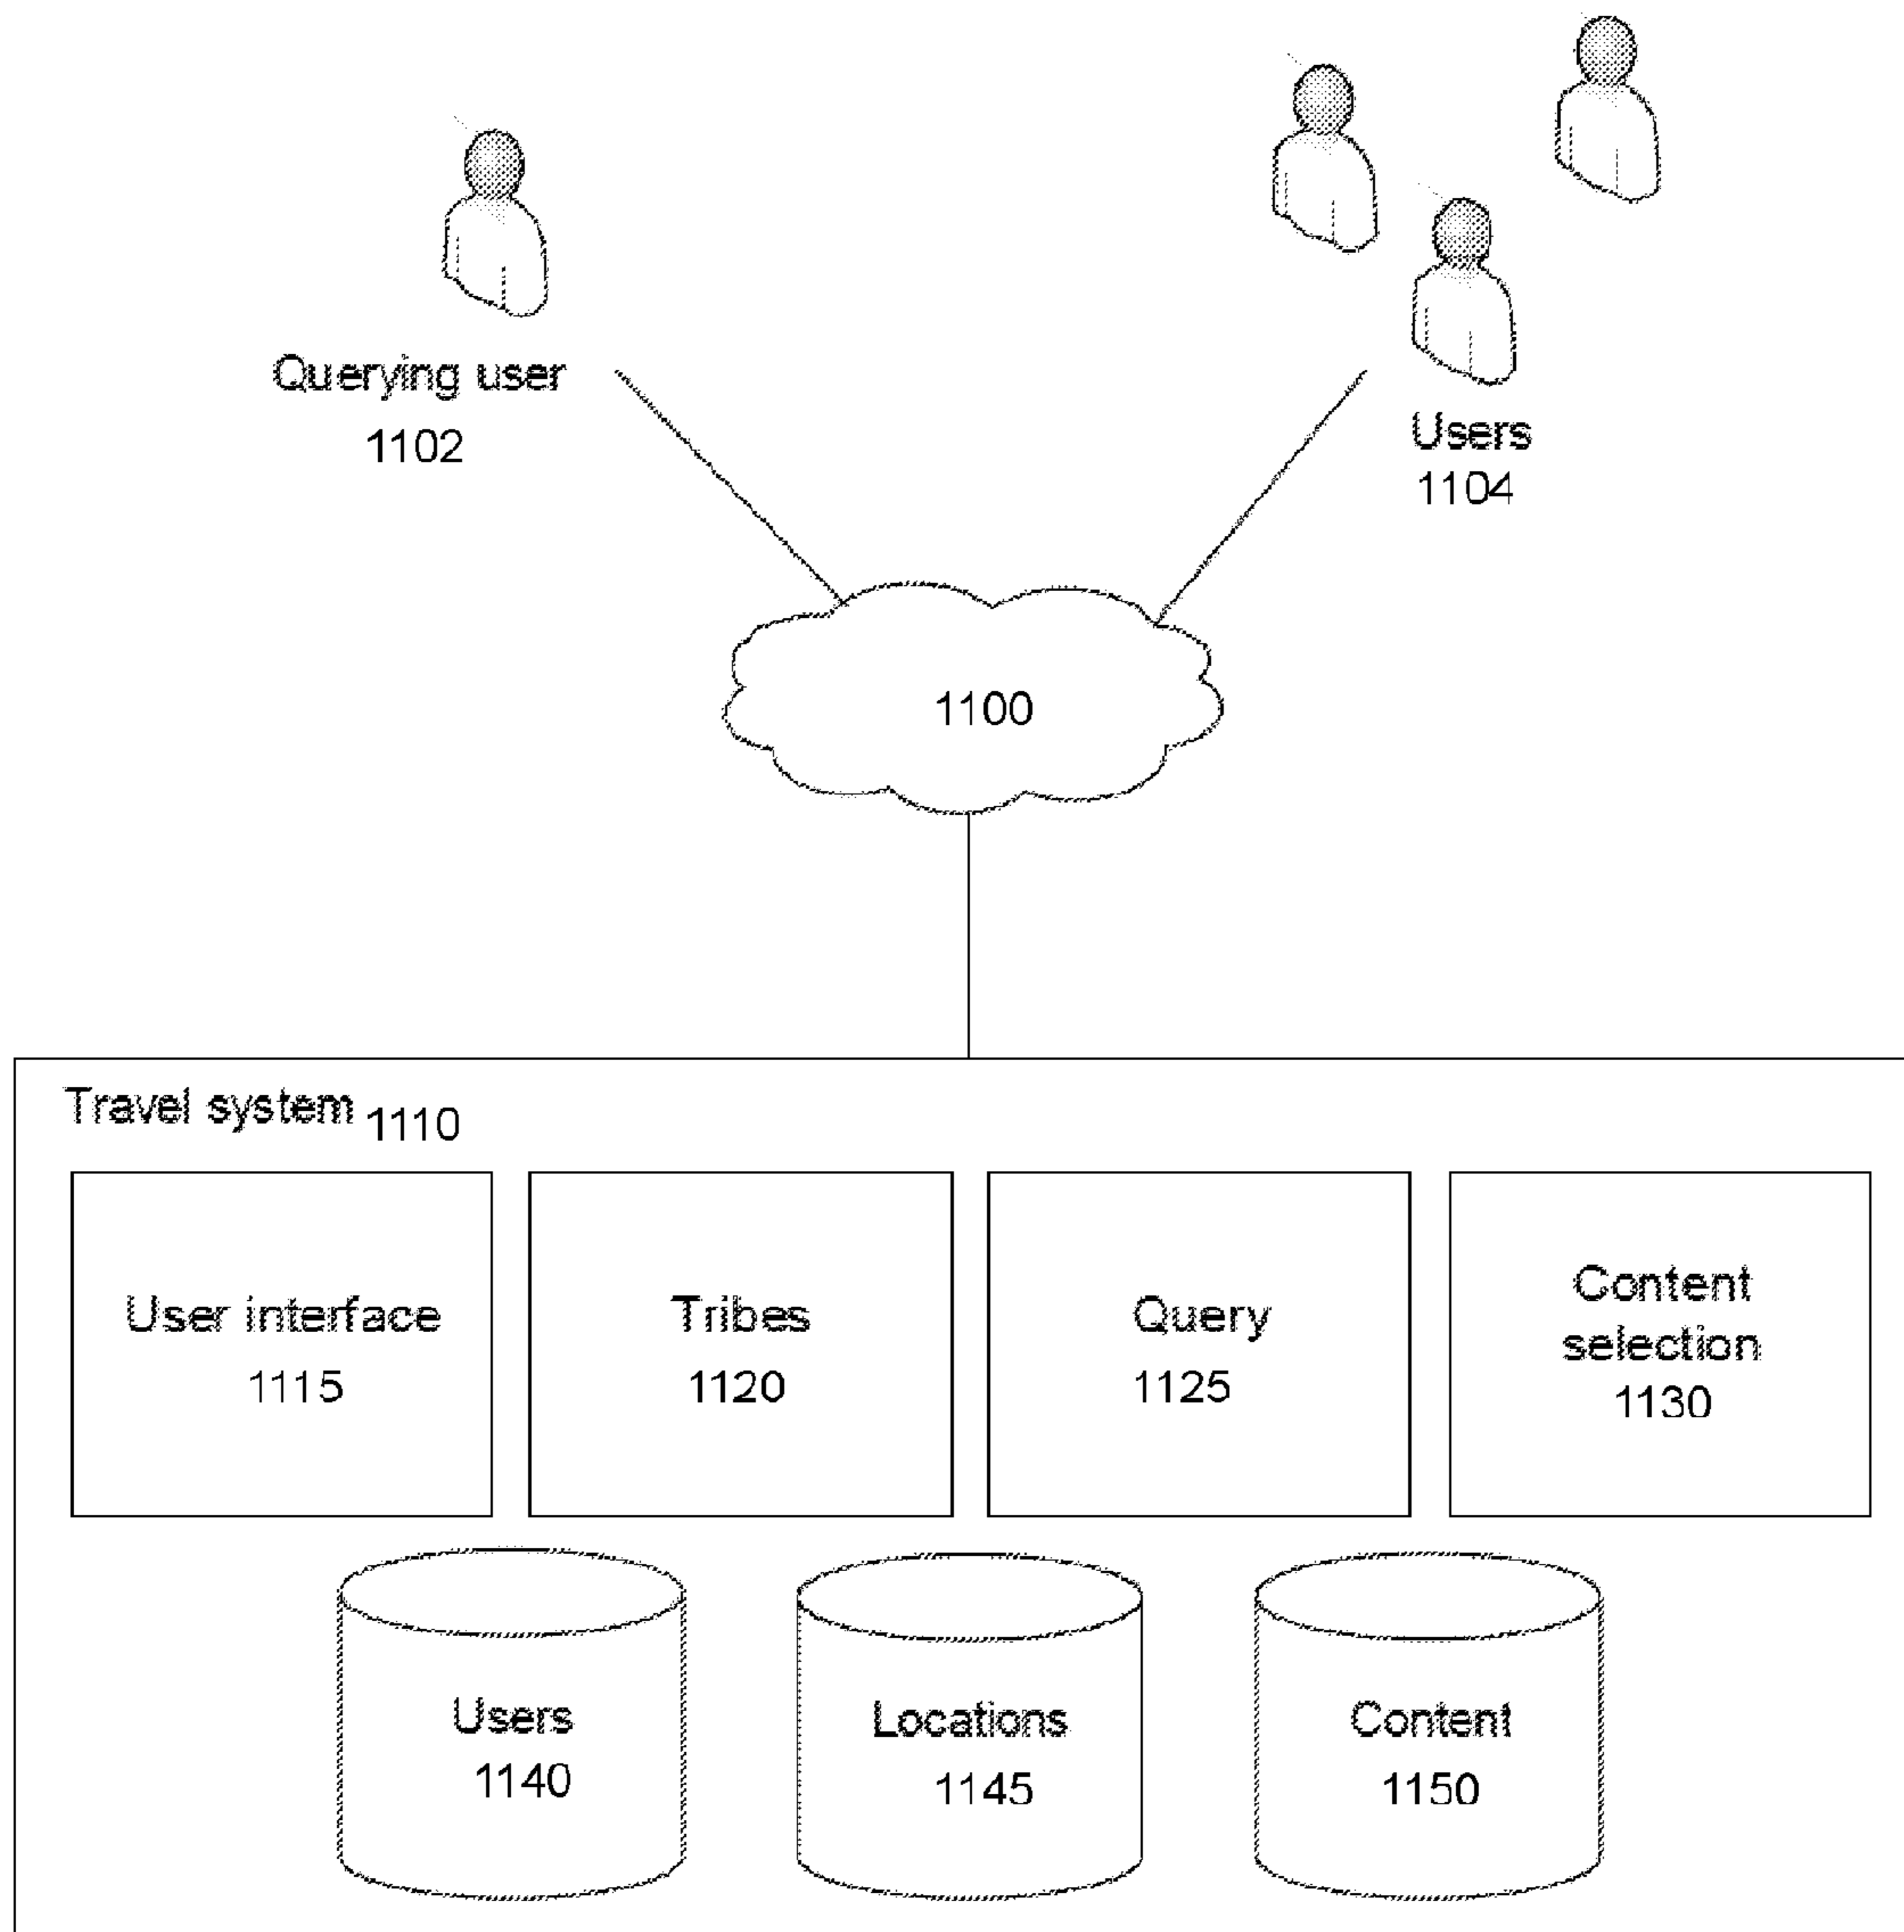 Querying user
1102
Users
1104
1100
Travel system 1110
User interface
1115
Tribes
1120
Query
1125
Content
selection
1130
Users
1140
Locations
1145
Content
1150